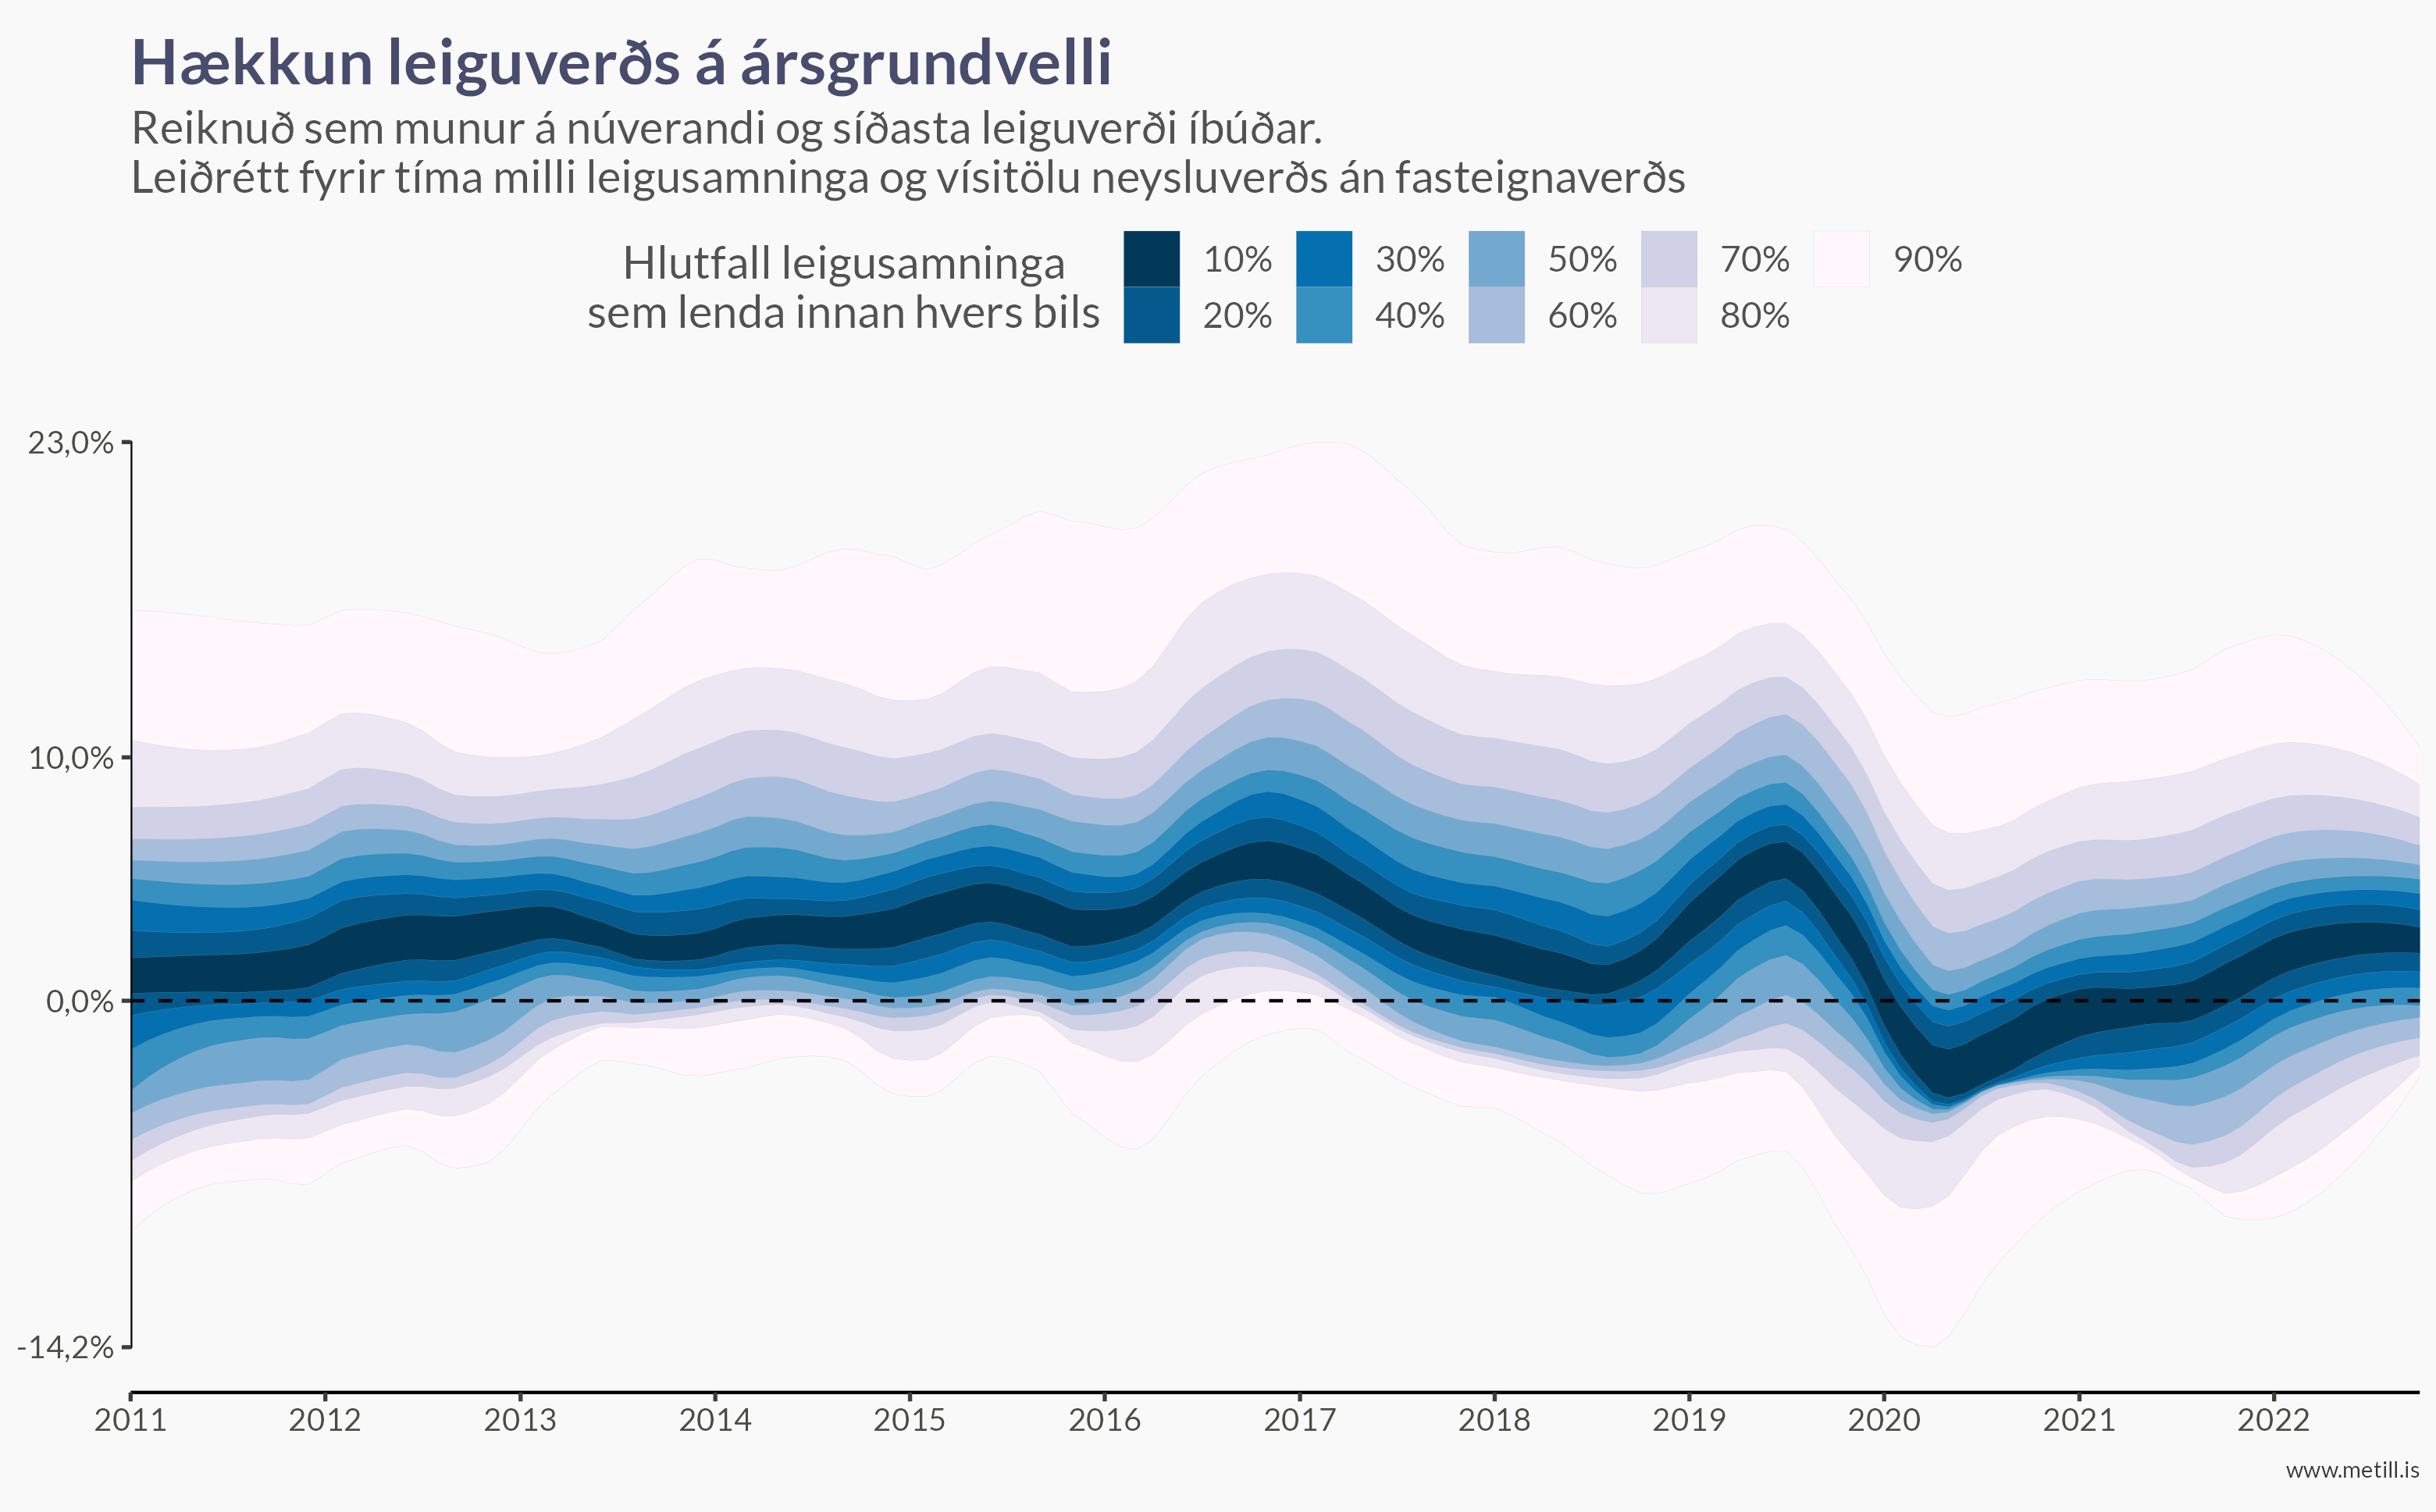 Hækkun leiguverðs á ársgrundvelli
Reiknuð sem munur á núverandi og síðasta leiguverði íbúðar.
Leiðrétt fyrir tíma milli leigusamninga og vísitölu neysluverðs án fasteignaverðs
Hlutfall leigusamninga
sem lenda innan hvers bils
10% 30% 50% 70% 90%
20% 40% 60% 80%
23,0%
10,0%
0,0%
-14,2%
2011 2012 2013 2014 2015 2016 2017 2018 2019 2020 2021 2022
www.metill.is